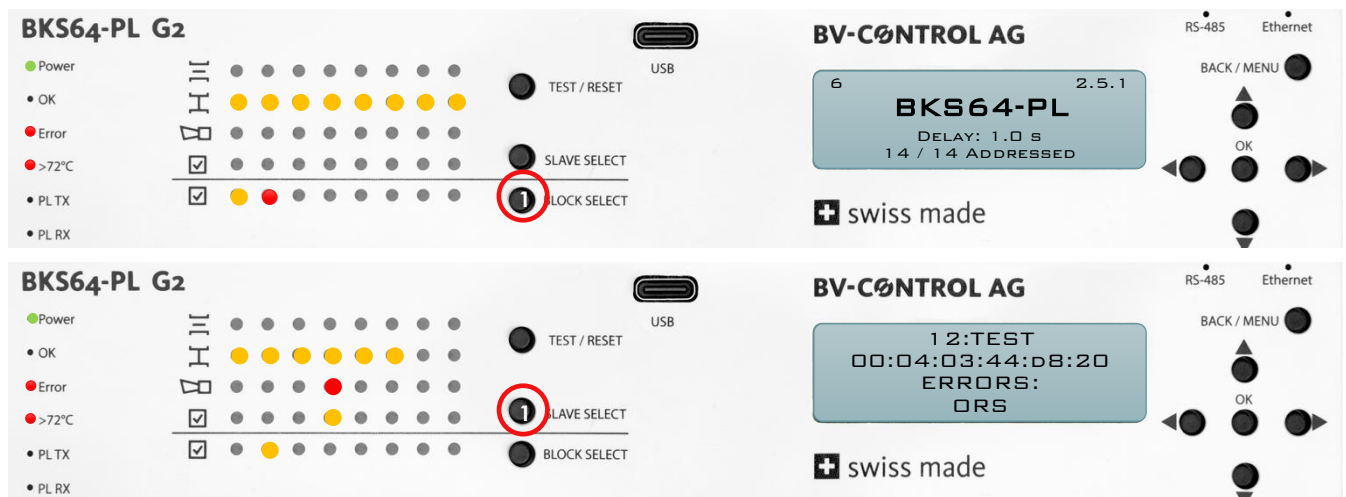 BKS64-PL G2
Power
OK
Error
>72°C
PL TX
PL RX
TEST / RESET
SLAVE SELECT
1
BLOCK SELECT
USB
BV-CONTROL AG
6
2.5.1
BKS64-PL
DELAY: 1.0 S
14 / 14 ADDRESSED
swiss made
RS-485
Ethernet
BACK / MENU
OK
BKS64-PL G2
Power
OK
Error
>72°C
PL TX
PL RX
TEST / RESET
1
SLAVE SELECT
BLOCK SELECT
USB
BV-CONTROL AG
12:TEST
00:04:03:44:D8:20
ERRORS:
ORS
swiss made
RS-485
Ethernet
BACK / MENU
OK